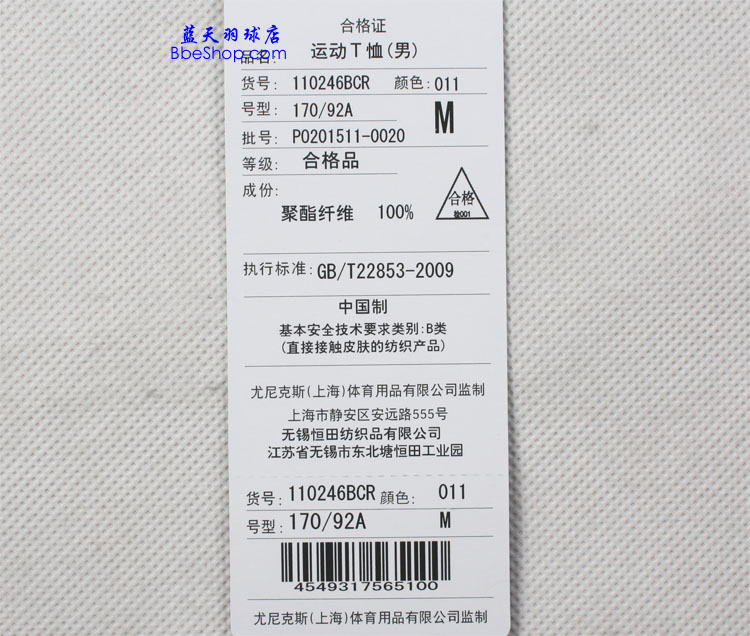 蓝天羽球店
BbeShop.com
合格证
品名: 运动T恤(男)
货号: 110246BCR 颜色: 011
号型: 170/92A M
批号: P0201511-0020
等级: 合格品
成份:
聚酯纤维 100%
合格
检001
执行标准: GB/T22853-2009
中国制
基本安全技术要求类别:B类
(直接接触皮肤的纺织产品)
尤尼克斯(上海)体育用品有限公司监制
上海市静安区安远路555号
无锡恒田纺织品有限公司
江苏省无锡市东北塘恒田工业园
货号: 110246BCR 顔色: 011
号型: 170/92A M
4549317565100
尤尼克斯(上海)体育用品有限公司监制